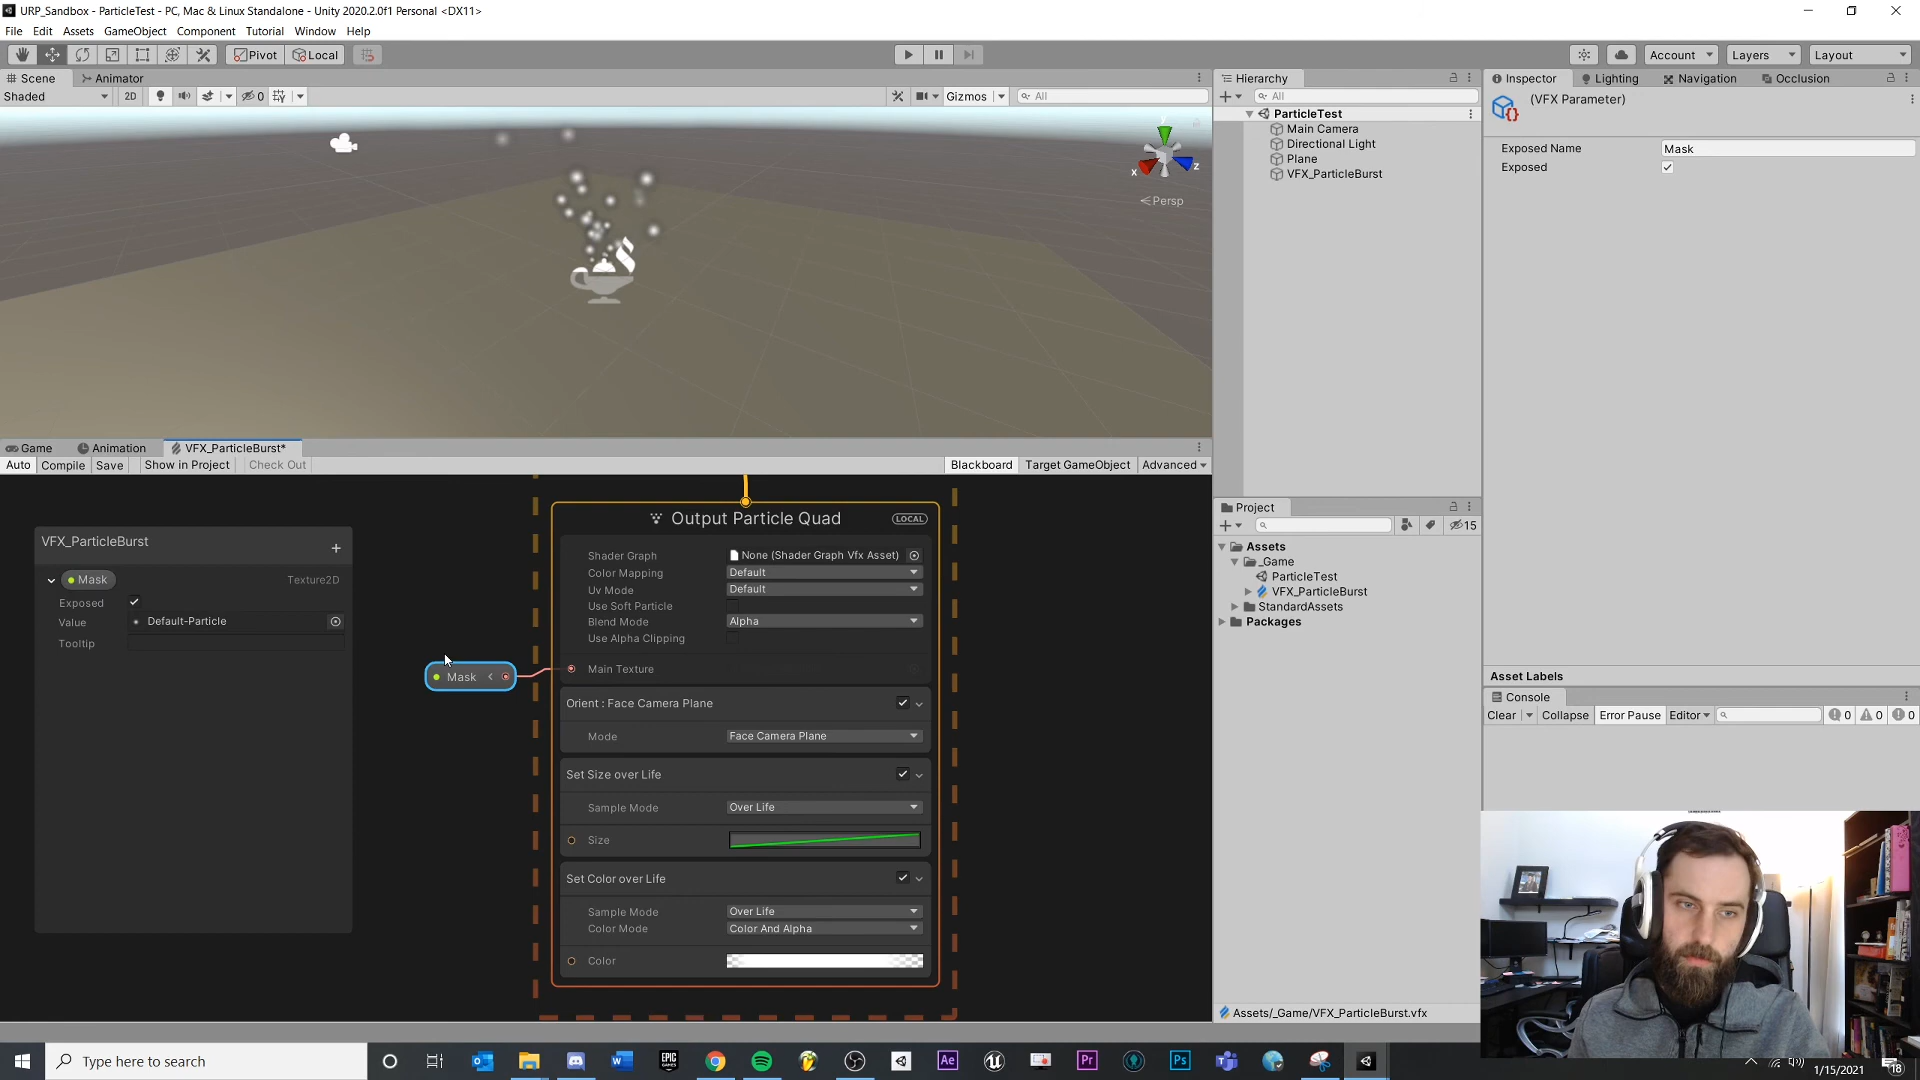 URP_Sandbox - ParticleTest - PC, Mac & Linux Standalone - Unity 2020.2.0f1 Personal <DX11>
File Edit Assets GameObject Component Tutorial Window Help
Pivot Local Account Layers Layout
Scene Animator
Shaded 2D 0 Gizmos All
y
x z
Persp
Hierarchy
All
ParticleTest
Main Camera
Directional Light
Plane
VFX_ParticleBurst
Inspector Lighting Navigation Occlusion
(VFX Parameter)
Exposed Name Mask
Exposed
Game Animation VFX_ParticleBurst*
Auto Compile Save Show in Project Check Out Blackboard Target GameObject Advanced
VFX_ParticleBurst +
Mask Texture2D
Exposed
Value Default-Particle
Tooltip
Mask <
Output Particle Quad LOCAL
Shader Graph None (Shader Graph Vfx Asset)
Color Mapping Default
Uv Mode Default
Use Soft Particle
Blend Mode Alpha
Use Alpha Clipping
Main Texture
Orient : Face Camera Plane
Mode Face Camera Plane
Set Size over Life
Sample Mode Over Life
Size
Set Color over Life
Sample Mode Over Life
Color Mode Color And Alpha
Color
Project
15
Assets
_Game
ParticleTest
VFX_ParticleBurst
StandardAssets
Packages
Assets/_Game/VFX_ParticleBurst.vfx
Asset Labels
Console
Clear Collapse Error Pause Editor 0 0 0
Type here to search
EPIC GAMES
Ae
Pr
Ps
1/15/2021
18